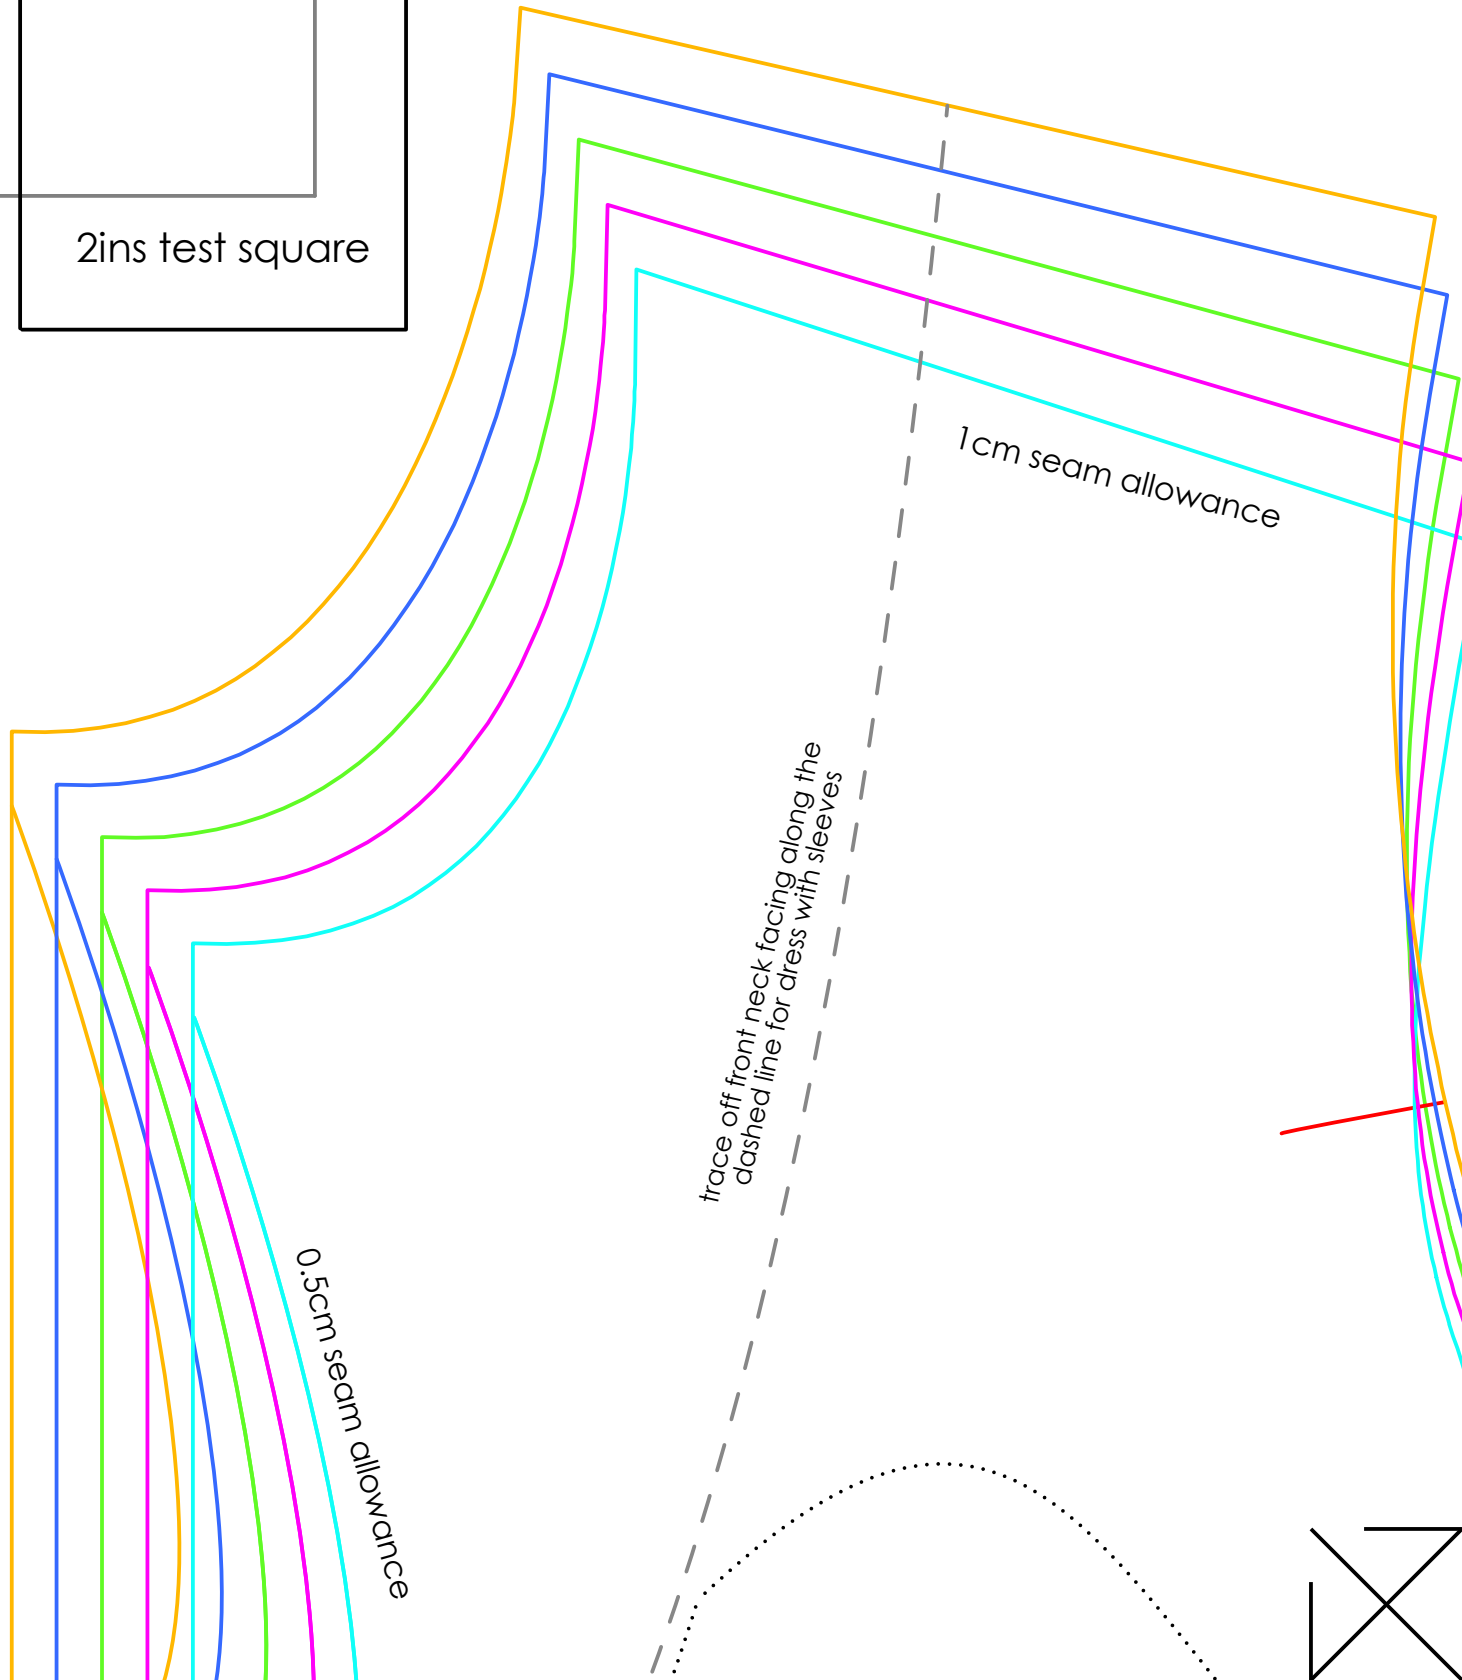 2ins test square
1cm seam allowance
trace off front neck facing along the
dashed line for dress with sleeves
0.5cm seam allowance